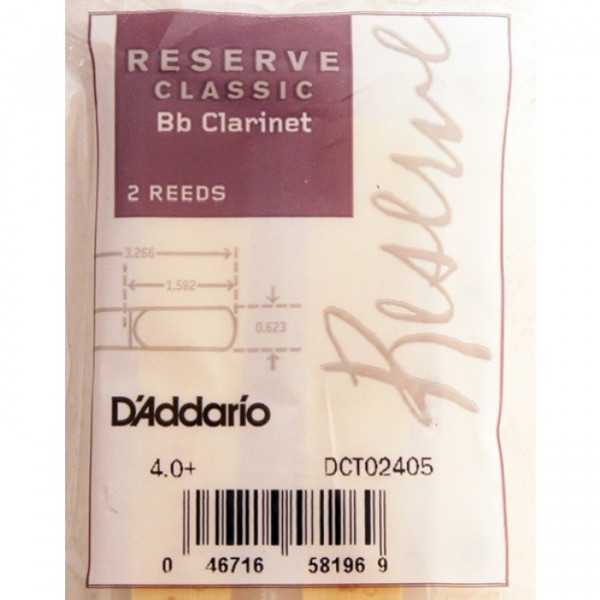 RESERVE
CLASSIC
Bb Clarinet
2 REEDS
Reserve
3.266
1.582
0.623
D'Addario
4.0+ DCT02405
0 46716 58196 9